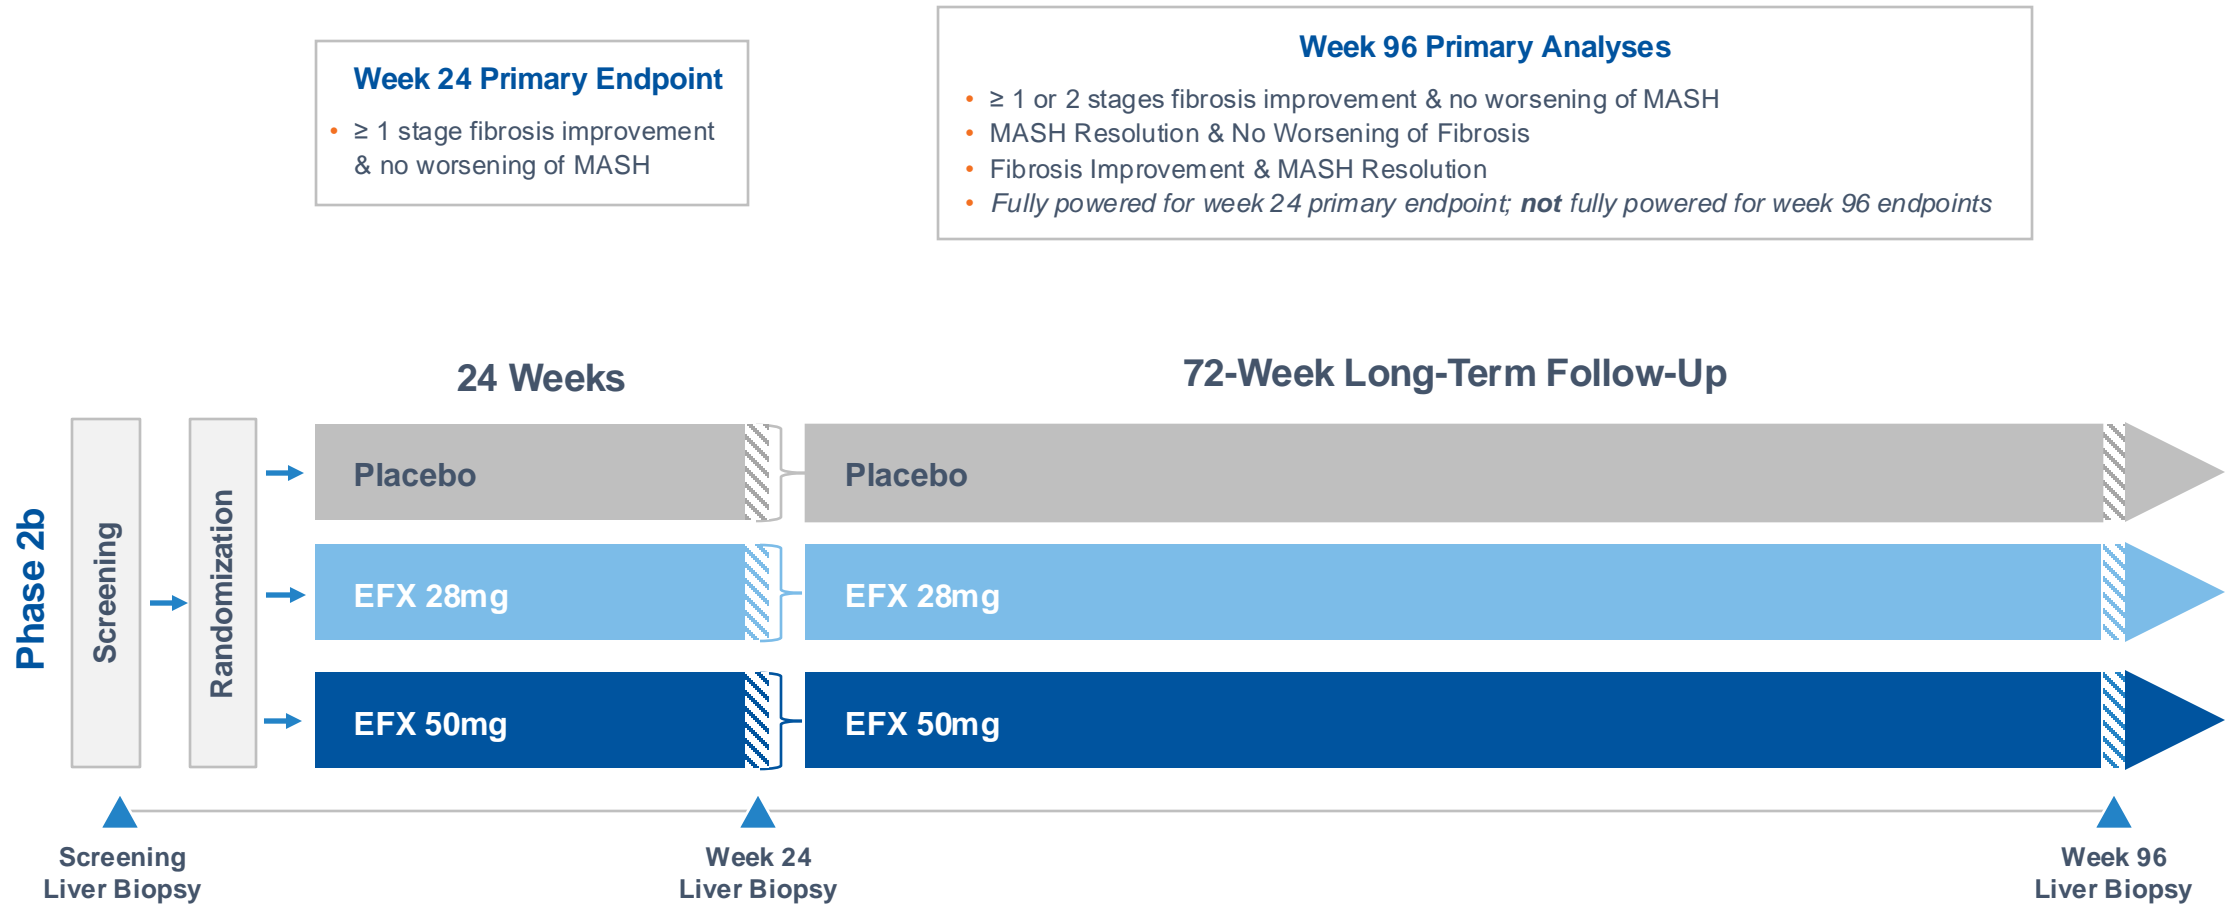 Week 24 Primary Endpoint
• ≥ 1 stage fibrosis improvement
& no worsening of MASH
Week 96 Primary Analyses
• ≥ 1 or 2 stages fibrosis improvement & no worsening of MASH
• MASH Resolution & No Worsening of Fibrosis
• Fibrosis Improvement & MASH Resolution
• Fully powered for week 24 primary endpoint; not fully powered for week 96 endpoints
24 Weeks
72-Week Long-Term Follow-Up
Phase 2b
Screening
Randomization
Placebo
Placebo
EFX 28mg
EFX 28mg
EFX 50mg
EFX 50mg
Screening
Liver Biopsy
Week 24
Liver Biopsy
Week 96
Liver Biopsy